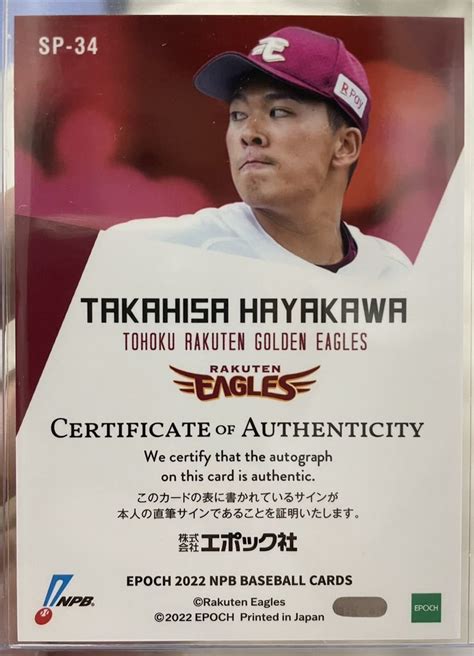 SP-34
E
R Pay
TAKAHISA HAYAKAWA
TOHOKU RAKUTEN GOLDEN EAGLES
RAKUTEN
EAGLES
CERTIFICATE OF AUTHENTICITY
We certify that the autograph
on this card is authentic.
このカードの表に書かれているサインが
本人の直筆サインであることを証明いたします。
株式会社エポック社
EPOCH 2022 NPB BASEBALL CARDS
NPB
©Rakuten Eagles
©2022 EPOCH Printed in Japan
EPOCH